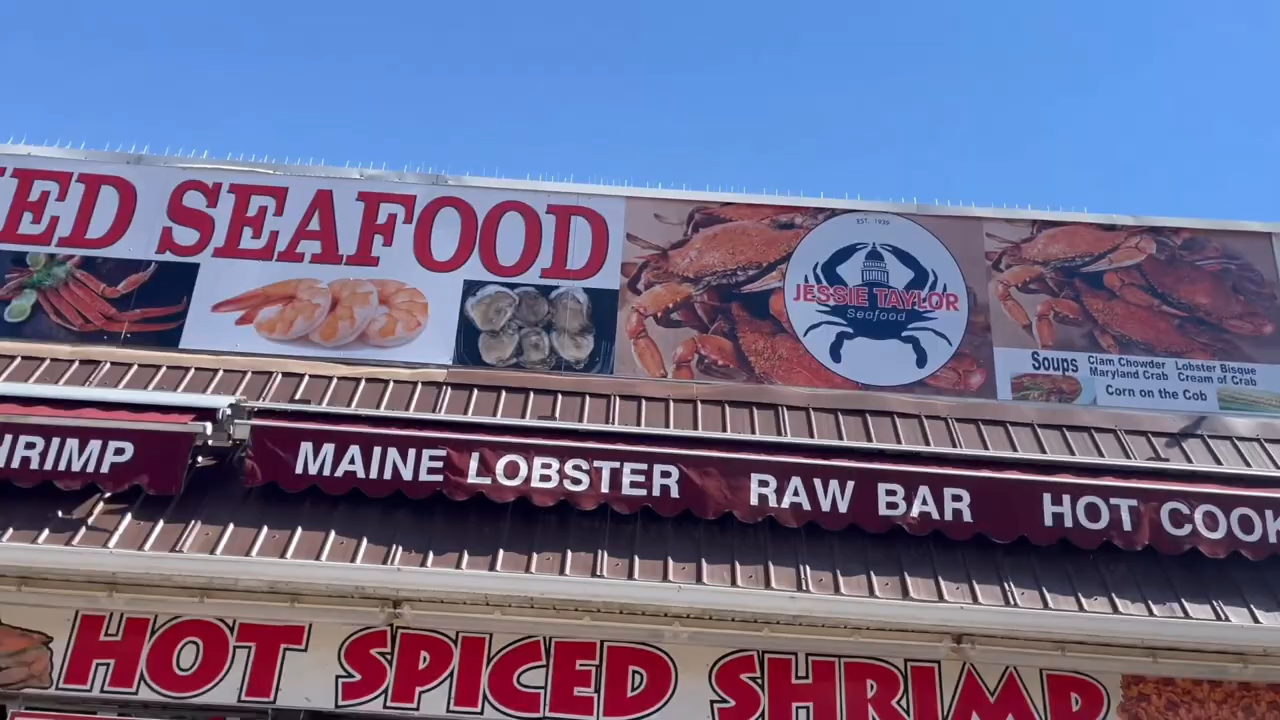 ED SEAFOOD
EST. 1939
JESSIE TAYLOR
Seafood
Soups
Clam Chowder Lobster Bisque
Maryland Crab Cream of Crab
Corn on the Cob
HRIMP
MAINE LOBSTER RAW BAR HOT COOK
HOT SPICED SHRIMP